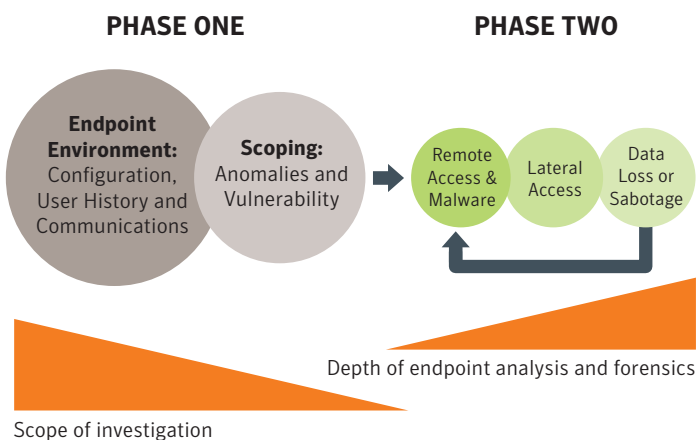 PHASE ONE
PHASE TWO
Endpoint
Environment:
Configuration,
User History and
Communications
Scoping:
Anomalies and
Vulnerability
Remote
Access &
Malware
Lateral
Access
Data
Loss or
Sabotage
Depth of endpoint analysis and forensics
Scope of investigation